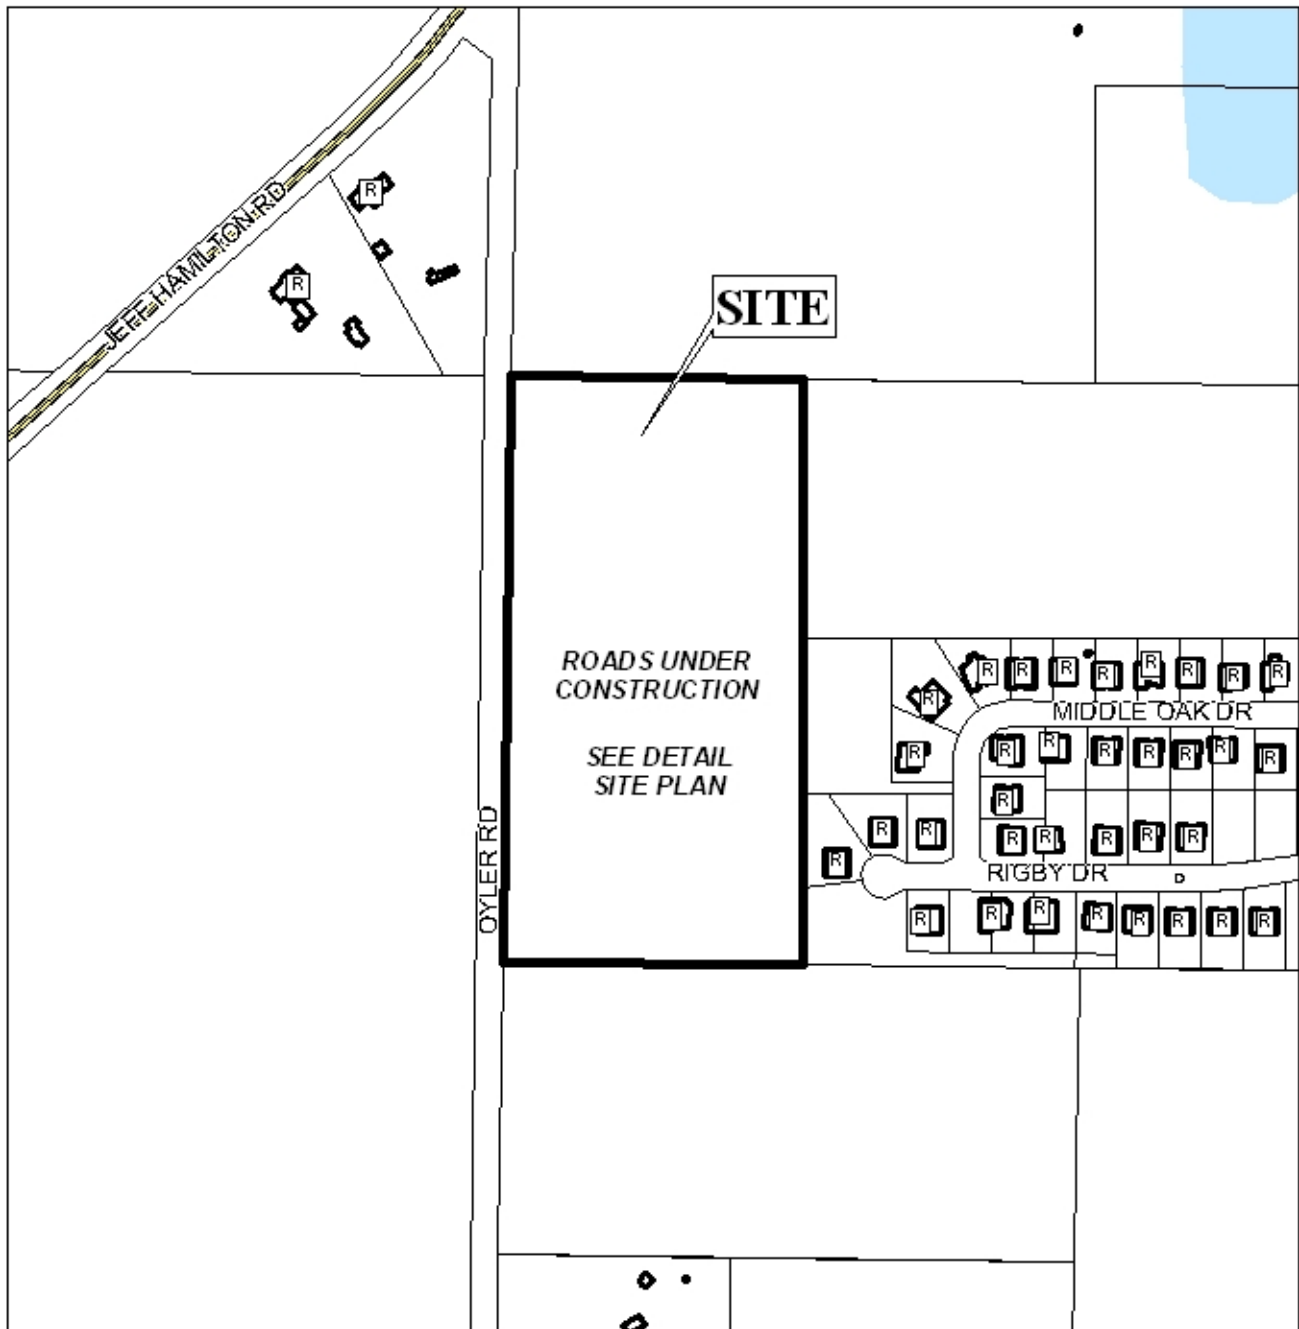 R
JEFF HAMILTON RD
R
SITE
ROADS UNDER
CONSTRUCTION
SEE DETAIL
SITE PLAN
OYLER RD
R R R R R R R R
R
MIDDLE OAK DR
R
R R R R R R R
R
R R R R R R R
R
RIGBY DR
R R R R R R R R